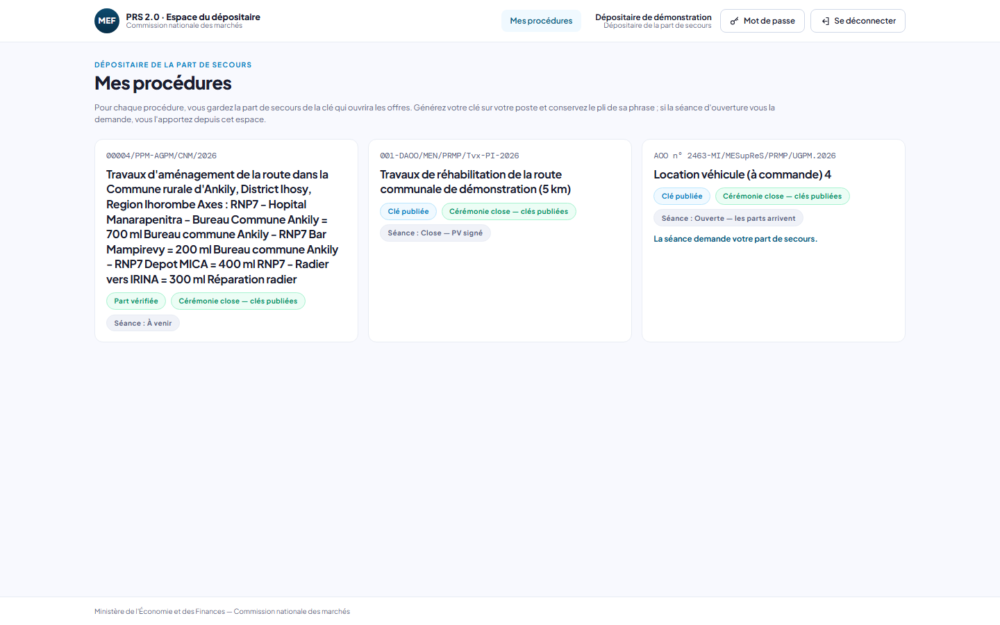 MEF
PRS 2.0 · Espace du dépositaire
Commission nationale des marchés
Mes procédures
Dépositaire de démonstration
Dépositaire de la part de secours
Mot de passe
Se déconnecter
DÉPOSITAIRE DE LA PART DE SECOURS
Mes procédures
Pour chaque procédure, vous gardez la part de secours de la clé qui ouvrira les offres. Générez votre clé sur votre poste et conservez le pli de sa phrase ; si la séance d'ouverture vous la
demande, vous l'apportez depuis cet espace.
00004/PPM-AGPM/CNM/2026
Travaux d'aménagement de la route dans la
Commune rurale d'Ankily, District Ihosy,
Region Ihorombe Axes : RNP7 - Hopital
Manarapenitra - Bureau Commune Ankily =
700 ml Bureau commune Ankily - RNP7 Bar
Mampirevy = 200 ml Bureau commune Ankily
- RNP7 Depot MICA = 400 ml RNP7 - Radier
vers IRINA = 300 ml Réparation radier
Part vérifiée
Cérémonie close — clés publiées
Séance : À venir
001-DAOO/MEN/PRMP/Tvx-PI-2026
Travaux de réhabilitation de la route
communale de démonstration (5 km)
Clé publiée
Cérémonie close — clés publiées
Séance : Close — PV signé
AOO n° 2463-MI/MESupReS/PRMP/UGPM.2026
Location véhicule (à commande) 4
Clé publiée
Cérémonie close — clés publiées
Séance : Ouverte — les parts arrivent
La séance demande votre part de secours.
Ministère de l'Économie et des Finances — Commission nationale des marchés